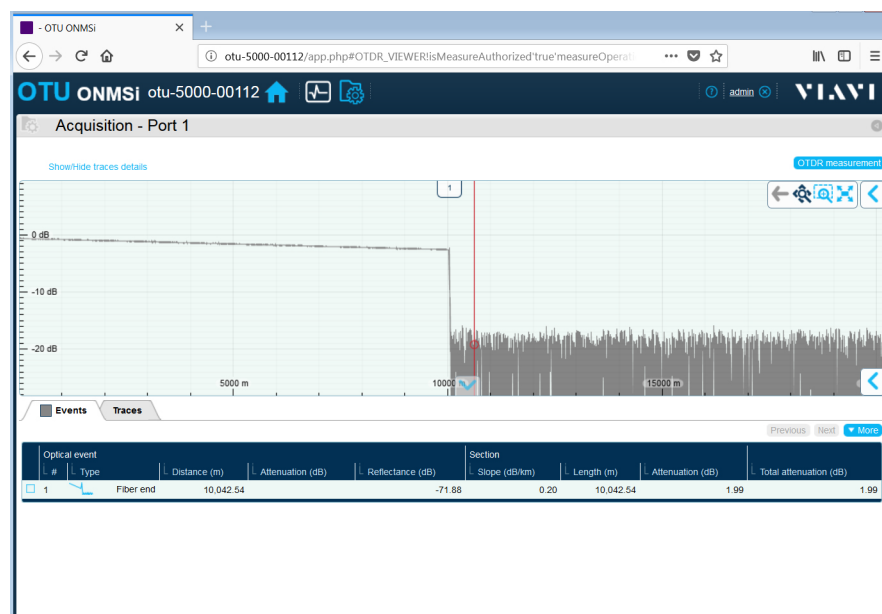 - OTU ONMSi
otu-5000-00112/app.php#OTDR_VIEWER!isMeasureAuthorized'true'measureOperati
OTU ONMSi otu-5000-00112
admin
VIAVI
Acquisition - Port 1
Show/Hide traces details
OTDR measurement
1
0 dB
-10 dB
-20 dB
5000 m
10000 m
15000 m
Events
Traces
Previous Next More
Optical event Section
# Type Distance (m) Attenuation (dB) Reflectance (dB) Slope (dB/km) Length (m) Attenuation (dB) Total attenuation (dB)
1 Fiber end 10,042.54 -71.88 0.20 10,042.54 1.99 1.99